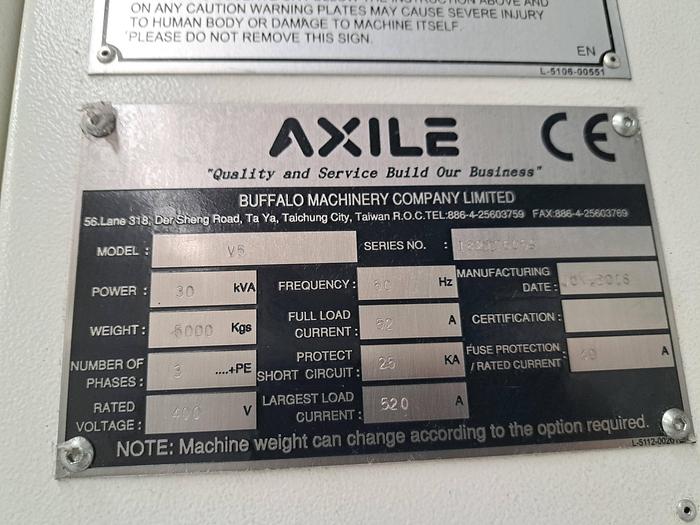 ON ANY CAUTION WARNING PLATES MAY CAUSE SEVERE INJURY
TO HUMAN BODY OR DAMAGE TO MACHINE ITSELF.
PLEASE DO NOT REMOVE THIS SIGN.
EN
L-5106-00551
AXILE CE
"Quality and Service Build Our Business"
BUFFALO MACHINERY COMPANY LIMITED
56.Lane 318, Der Sheng Road, Ta Ya, Taichung City, Taiwan R.O.C.TEL:886-4-25603759 FAX:886-4-25603769
MODEL : SERIES NO. :
POWER : 30 kVA FREQUENCY : Hz MANUFACTURING DATE :
WEIGHT : Kgs FULL LOAD CURRENT : A CERTIFICATION :
NUMBER OF PHASES : 3 ....+PE PROTECT SHORT CIRCUIT : 25 KA FUSE PROTECTION / RATED CURRENT : A
RATED VOLTAGE : 400 V LARGEST LOAD CURRENT : 520 A
NOTE: Machine weight can change according to the option required.